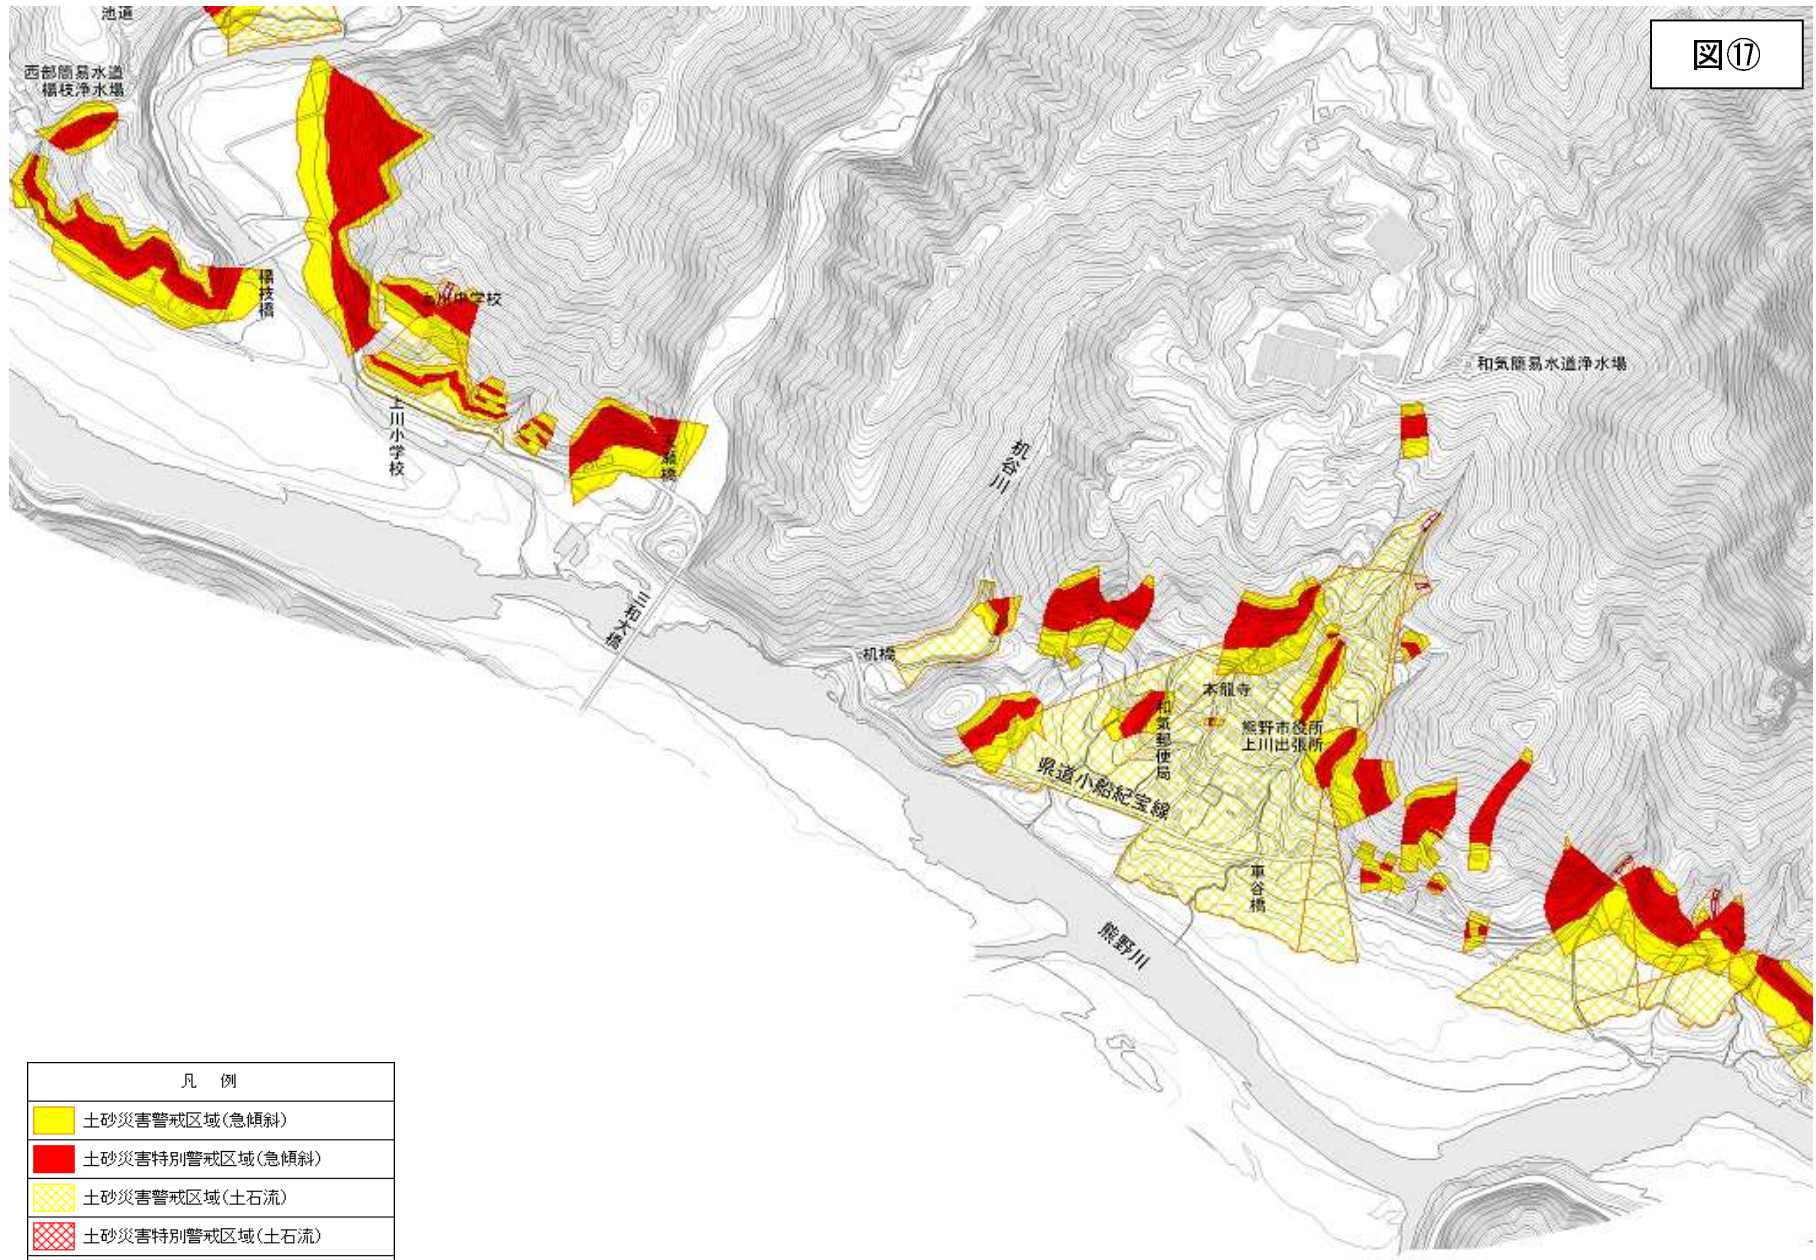 図⑰
池通
西部簡易水道
楊枝浄水場
楊枝橋
上川中学校
上川小学校
瀬橋
三和大橋
机谷川
和気簡易水道浄水場
机橋
本龍寺
和気郵便局
熊野市役所
上川出張所
県道小船紀宝線
車谷橋
熊野川
凡 例
土砂災害警戒区域(急傾斜)
土砂災害特別警戒区域(急傾斜)
土砂災害警戒区域(土石流)
土砂災害特別警戒区域(土石流)